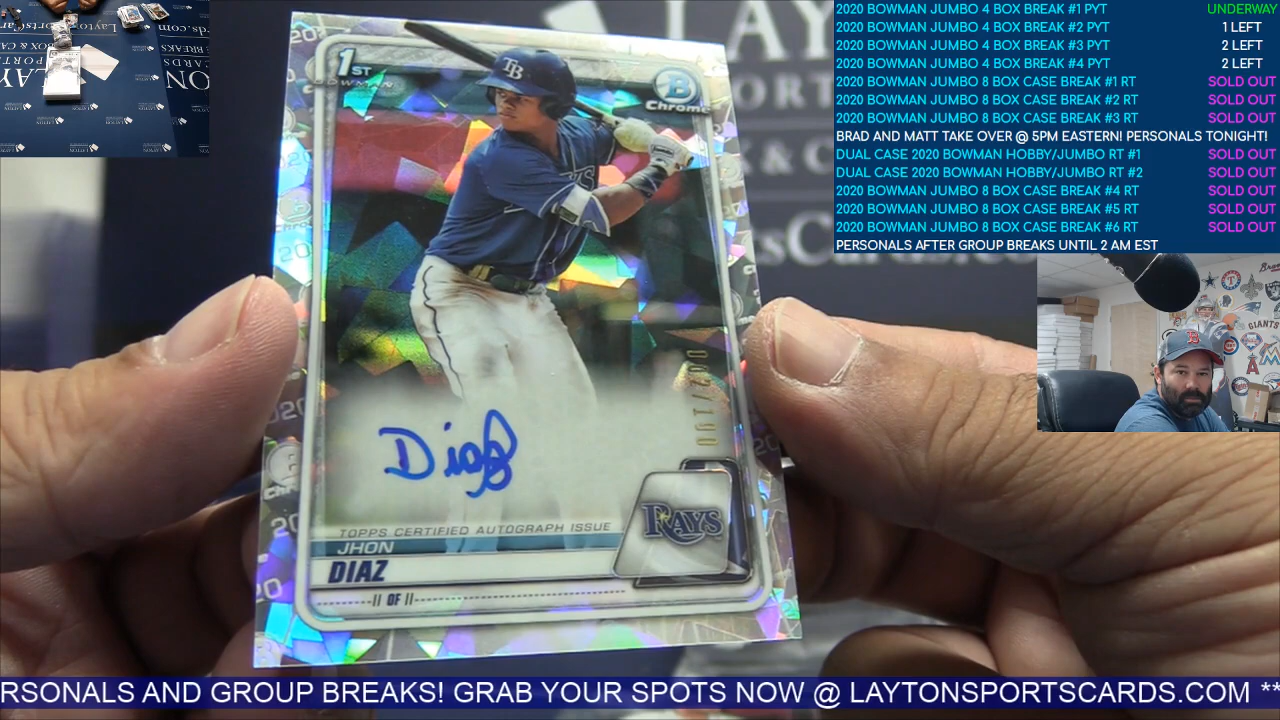 2020 BOWMAN JUMBO 4 BOX BREAK #1 PYT UNDERWAY
2020 BOWMAN JUMBO 4 BOX BREAK #2 PYT 1 LEFT
2020 BOWMAN JUMBO 4 BOX BREAK #3 PYT 2 LEFT
2020 BOWMAN JUMBO 4 BOX BREAK #4 PYT 2 LEFT
2020 BOWMAN JUMBO 8 BOX CASE BREAK #1 RT SOLD OUT
2020 BOWMAN JUMBO 8 BOX CASE BREAK #2 RT SOLD OUT
2020 BOWMAN JUMBO 8 BOX CASE BREAK #3 RT SOLD OUT
BRAD AND MATT TAKE OVER @ 5PM EASTERN! PERSONALS TONIGHT!
DUAL CASE 2020 BOWMAN HOBBY/JUMBO RT #1 SOLD OUT
DUAL CASE 2020 BOWMAN HOBBY/JUMBO RT #2 SOLD OUT
2020 BOWMAN JUMBO 8 BOX CASE BREAK #4 RT SOLD OUT
2020 BOWMAN JUMBO 8 BOX CASE BREAK #5 RT SOLD OUT
2020 BOWMAN JUMBO 8 BOX CASE BREAK #6 RT SOLD OUT
PERSONALS AFTER GROUP BREAKS UNTIL 2 AM EST
1ST
BOWMAN
B
Chrome
TB
Diaz
TOPPS CERTIFIED AUTOGRAPH ISSUE
JHON
DIAZ
OF
RAYS
RSONALS AND GROUP BREAKS! GRAB YOUR SPOTS NOW @ LAYTONSPORTSCARDS.COM **